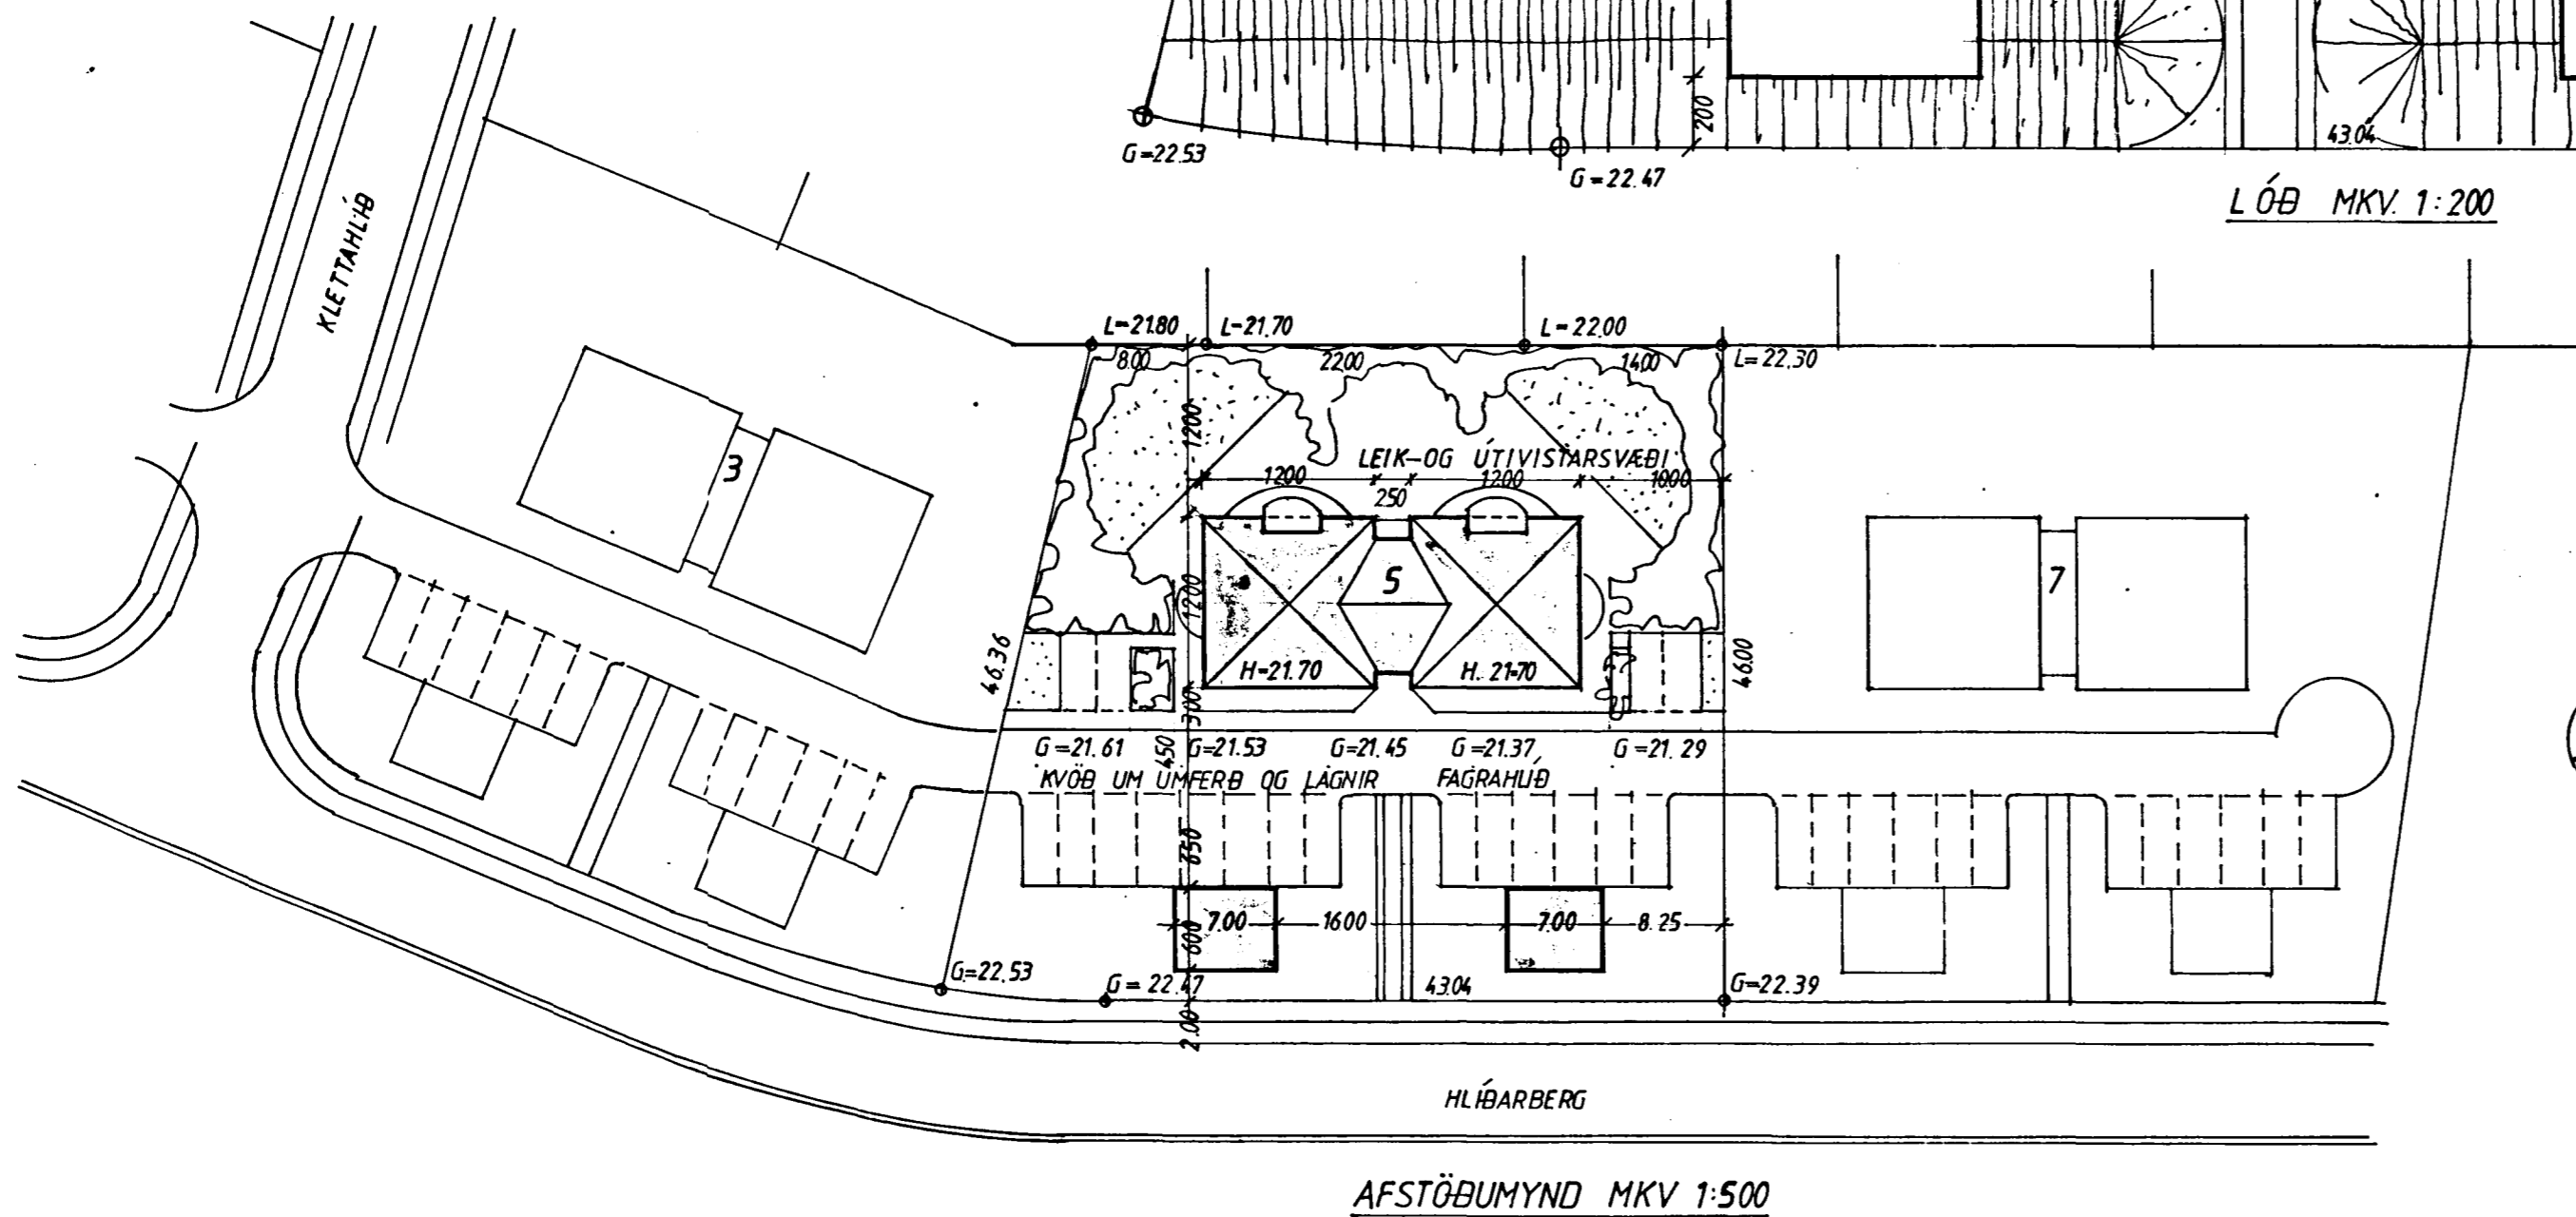 200
43.04
G=22.53
G=22.47
LÓÐ MKV. 1:200
KLETTAHLÍÐ
L=21.80
L=21.70
L=22.00
L=22.30
8.00
2200
1400
1200
LEIK-OG ÚTIVISTARSVÆÐI
1200
250
1200
1000
3
5
7
1200
H=21.70
H. 21.70
46.36
46.00
300
450
G=21.61
G=21.53
G=21.45
G=21.37
G=21.29
KVÖÐ UM UMFERÐ OG LAGNIR
FAGRAHLÍÐ
650
7.00
1600
7.00
8.25
600
G=22.53
G=22.47
43.04
G=22.39
2.00
HLÍÐARBERG
AFSTÖÐUMYND MKV 1:500